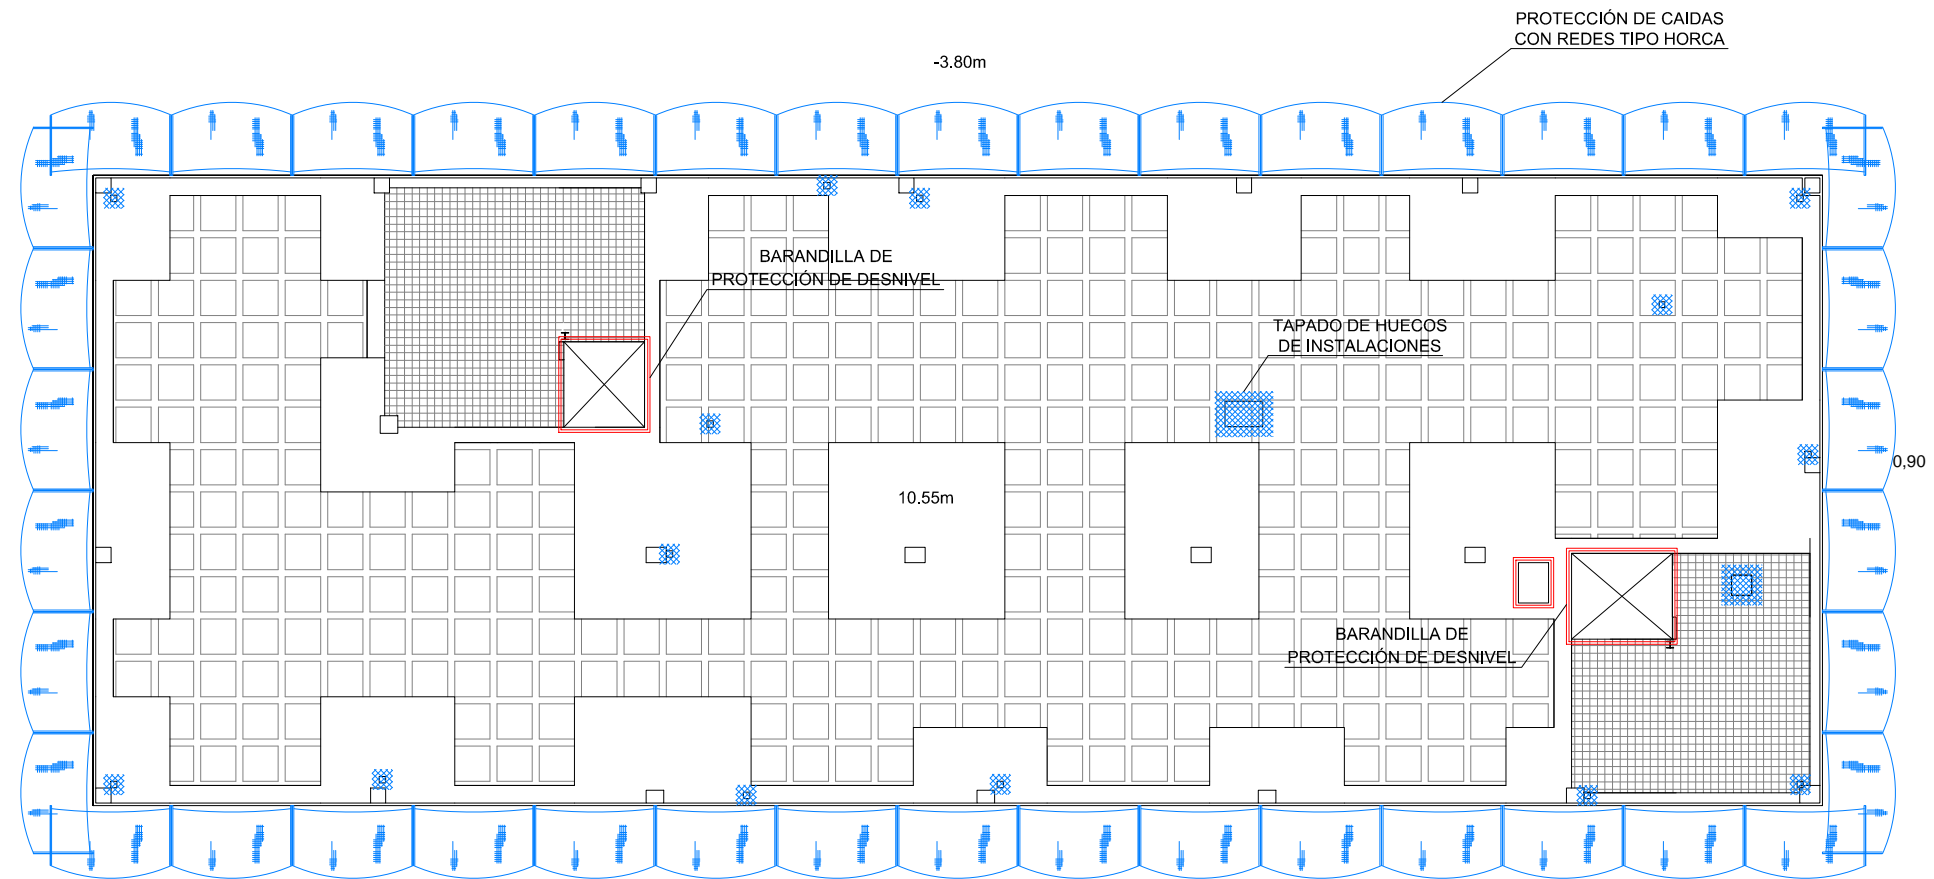 PROTECCIÓN DE CAIDAS
CON REDES TIPO HORCA
-3.80m
BARANDILLA DE
PROTECCIÓN DE DESNIVEL
TAPADO DE HUECOS
DE INSTALACIONES
0,90
10.55m
BARANDILLA DE
PROTECCIÓN DE DESNIVEL